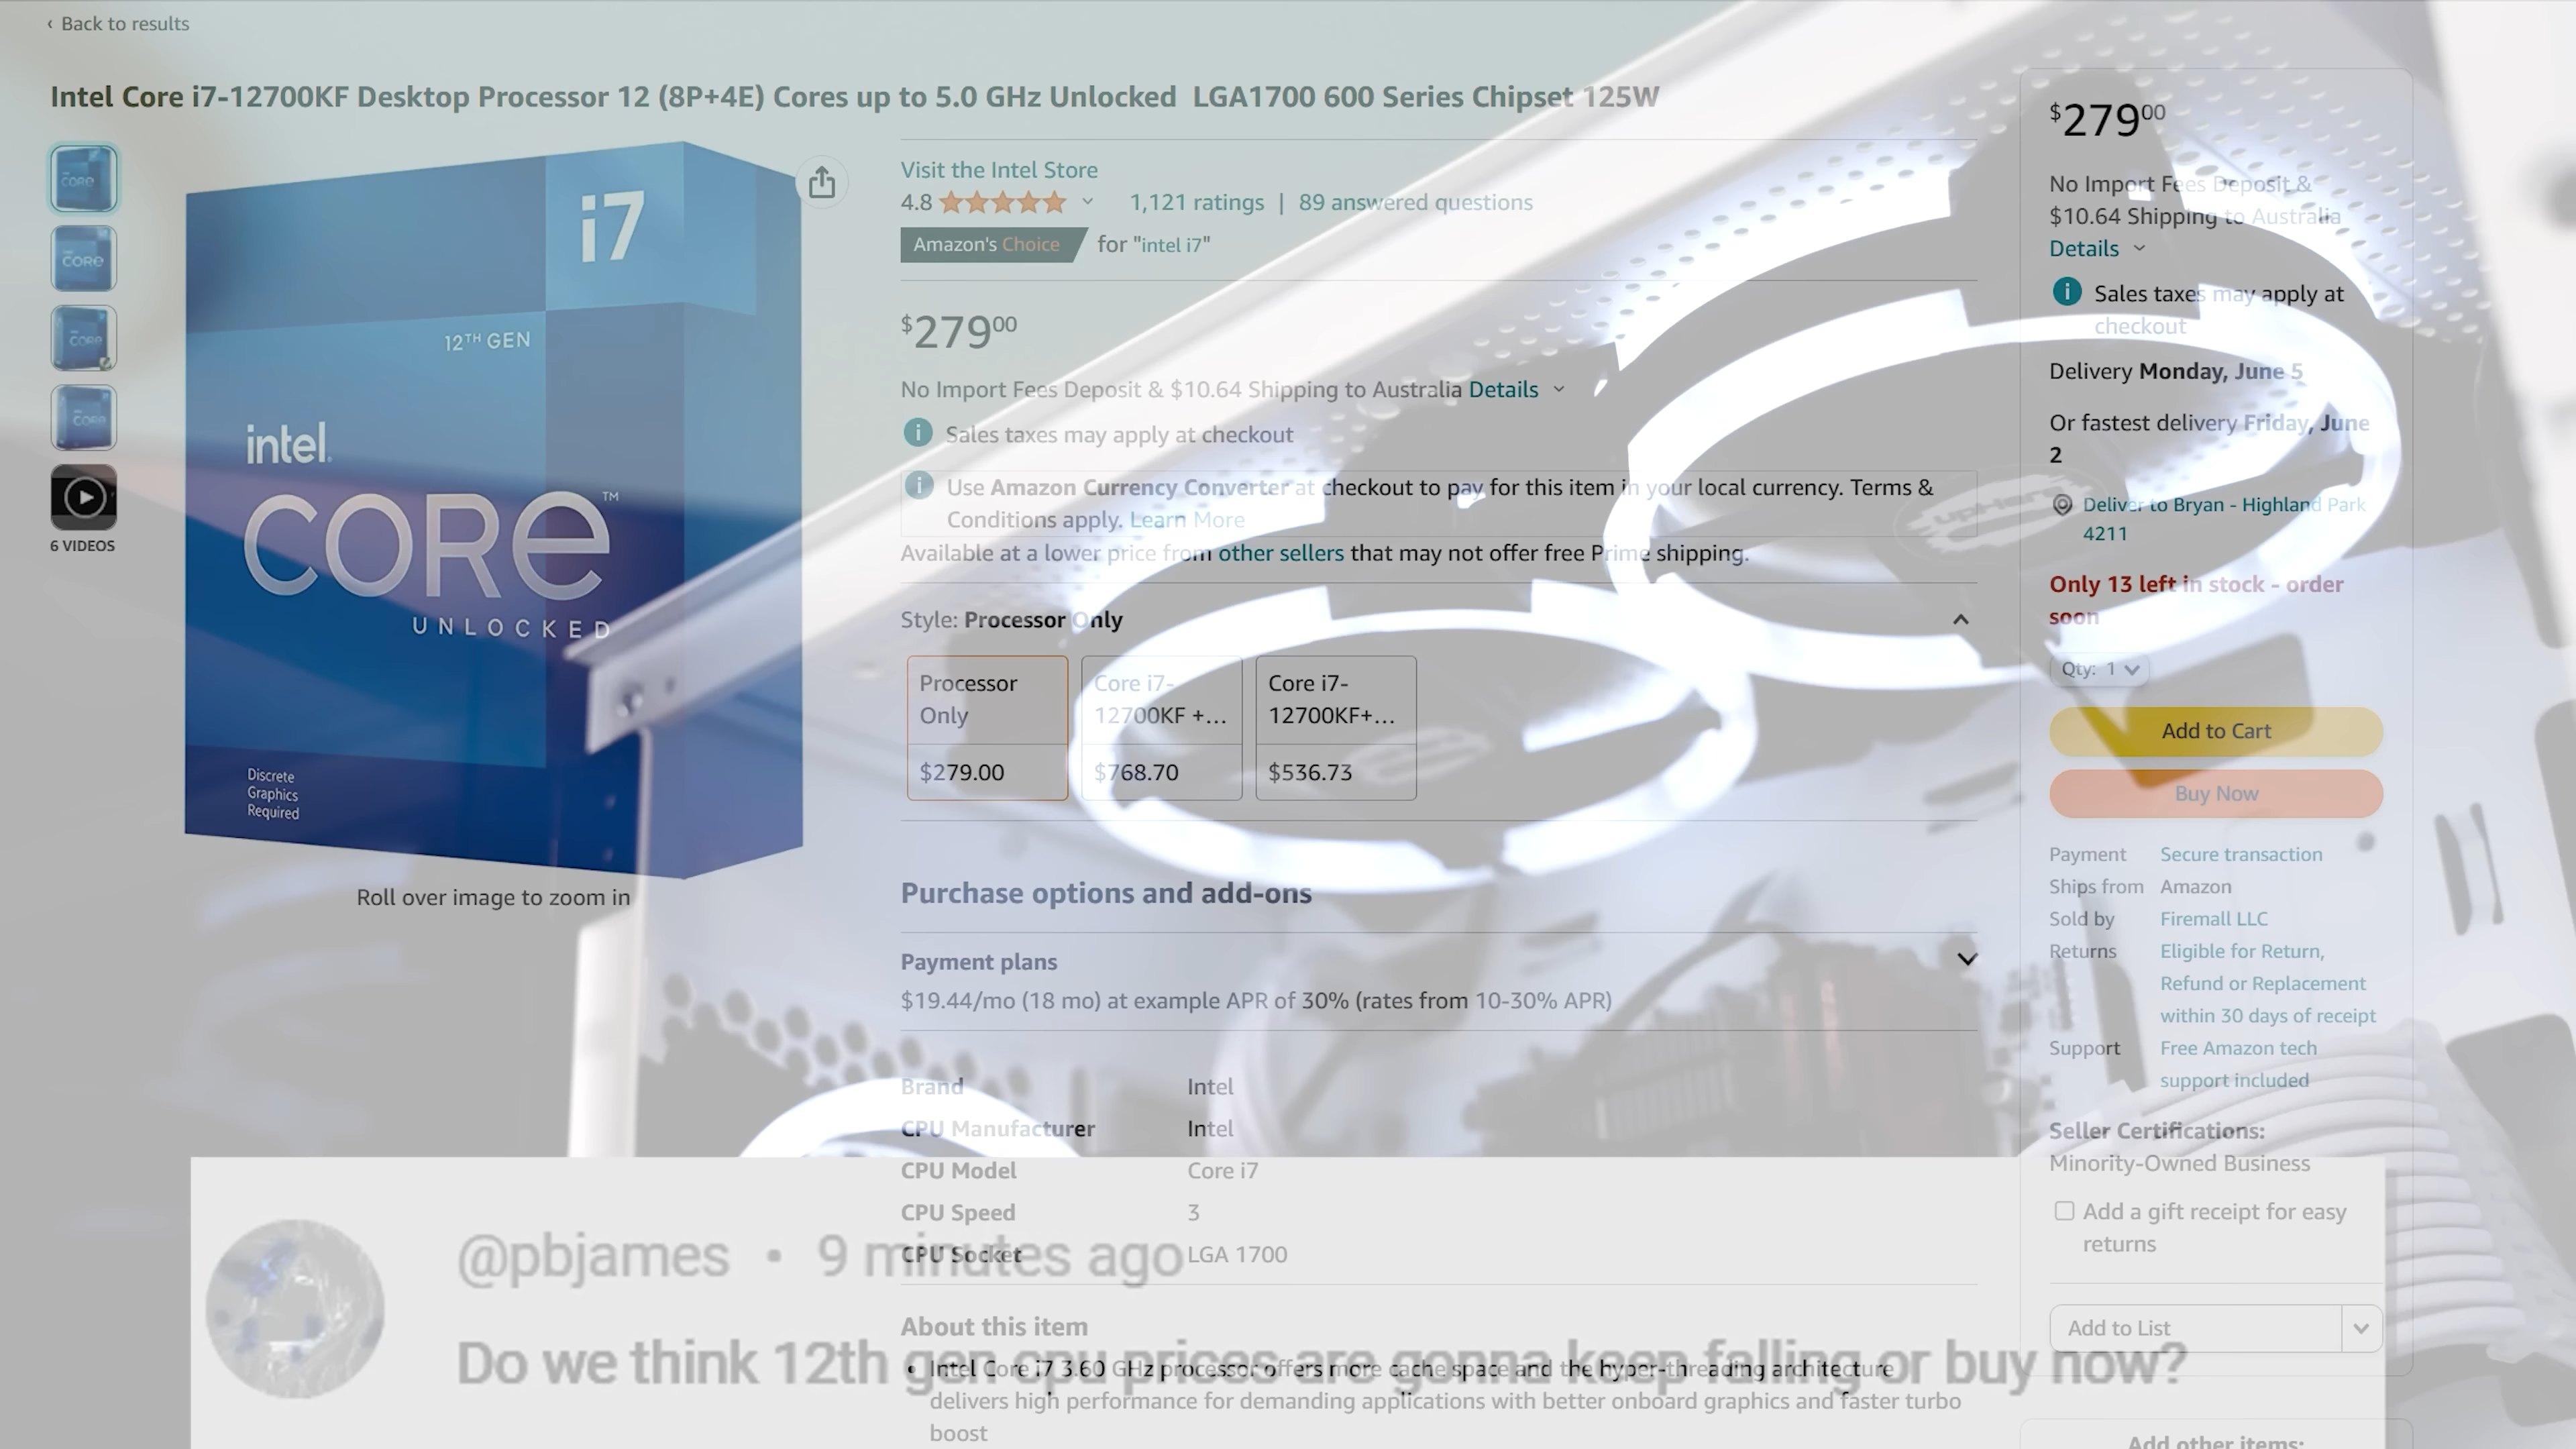 ‹ Back to results
Intel Core i7-12700KF Desktop Processor 12 (8P+4E) Cores up to 5.0 GHz Unlocked LGA1700 600 Series Chipset 125W
CORE
CORE
CORE
CORE
6 VIDEOS
i7
12TH GEN
intel.
CORE™
UNLOCKED
Discrete
Graphics
Required
Roll over image to zoom in
Visit the Intel Store
4.8 1,121 ratings | 89 answered questions
Amazon's Choice for "intel i7"
$27900
No Import Fees Deposit & $10.64 Shipping to Australia Details
Sales taxes may apply at checkout
Use Amazon Currency Converter at checkout to pay for this item in your local currency. Terms &
Conditions apply. Learn More
Available at a lower price from other sellers that may not offer free Prime shipping.
Style: Processor Only
Processor
Only
$279.00
Core i7-
12700KF +...
$768.70
Core i7-
12700KF+...
$536.73
Purchase options and add-ons
Payment plans
$19.44/mo (18 mo) at example APR of 30% (rates from 10-30% APR)
Brand Intel
CPU Manufacturer Intel
CPU Model Core i7
CPU Speed 3
CPU Socket LGA 1700
About this item
• Intel Core i7 3.60 GHz processor offers more cache space and the hyper-threading architecture
delivers high performance for demanding applications with better onboard graphics and faster turbo
boost
$27900
No Import Fees Deposit &
$10.64 Shipping to Australia
Details
Sales taxes may apply at
checkout
Delivery Monday, June 5
Or fastest delivery Friday, June
2
Deliver to Bryan - Highland Park
4211
Only 13 left in stock - order
soon
Qty: 1
Add to Cart
Buy Now
Payment Secure transaction
Ships from Amazon
Sold by Firemall LLC
Returns Eligible for Return,
Refund or Replacement
within 30 days of receipt
Support Free Amazon tech
support included
Seller Certifications:
Minority-Owned Business
Add a gift receipt for easy
returns
Add to List
Add other items:
upHere
@pbjames • 9 minutes ago
Do we think 12th gen cpu prices are gonna keep falling or buy now?